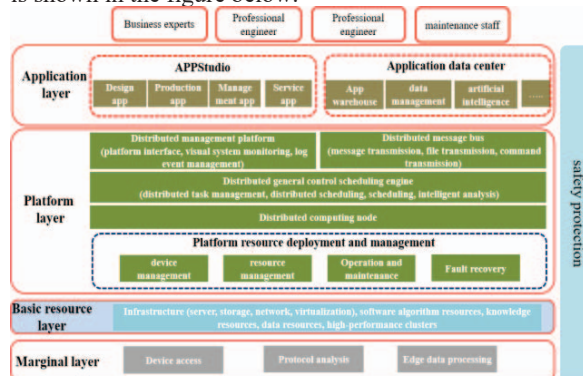 is shown in the figure below.
Business experts
Professional
engineer
Professional
engineer
maintenance staff
Application
layer
APPStudio
Design
app
Production
app
Manage
ment app
Service
app
Application data center
App
warehouse
data
management
artificial
intelligence
......
Platform
layer
Distributed management platform
(platform interface, visual system monitoring, log
event management)
Distributed message bus
(message transmission, file transmission, command
transmission)
Distributed general control scheduling engine
(distributed task management, distributed scheduling, scheduling, intelligent analysis)
Distributed computing node
Platform resource deployment and management
device
management
resource
management
Operation and
maintenance
Fault recovery
Basic resource
layer
Infrastructure (server, storage, network, virtualization), software algorithm resources, knowledge
resources, data resources, high-performance clusters
Marginal layer
Device access
Protocol analysis
Edge data processing
safety protection